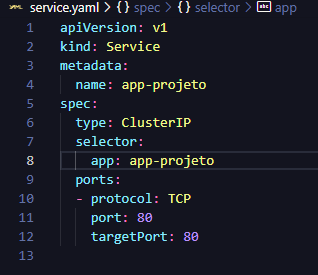 service.yaml > {} spec > {} selector > abc app
1 apiVersion: v1
2 kind: Service
3 metadata:
4   name: app-projeto
5 spec:
6   type: ClusterIP
7   selector:
8     app: app-projeto
9   ports:
10   - protocol: TCP
11     port: 80
12     targetPort: 80
13